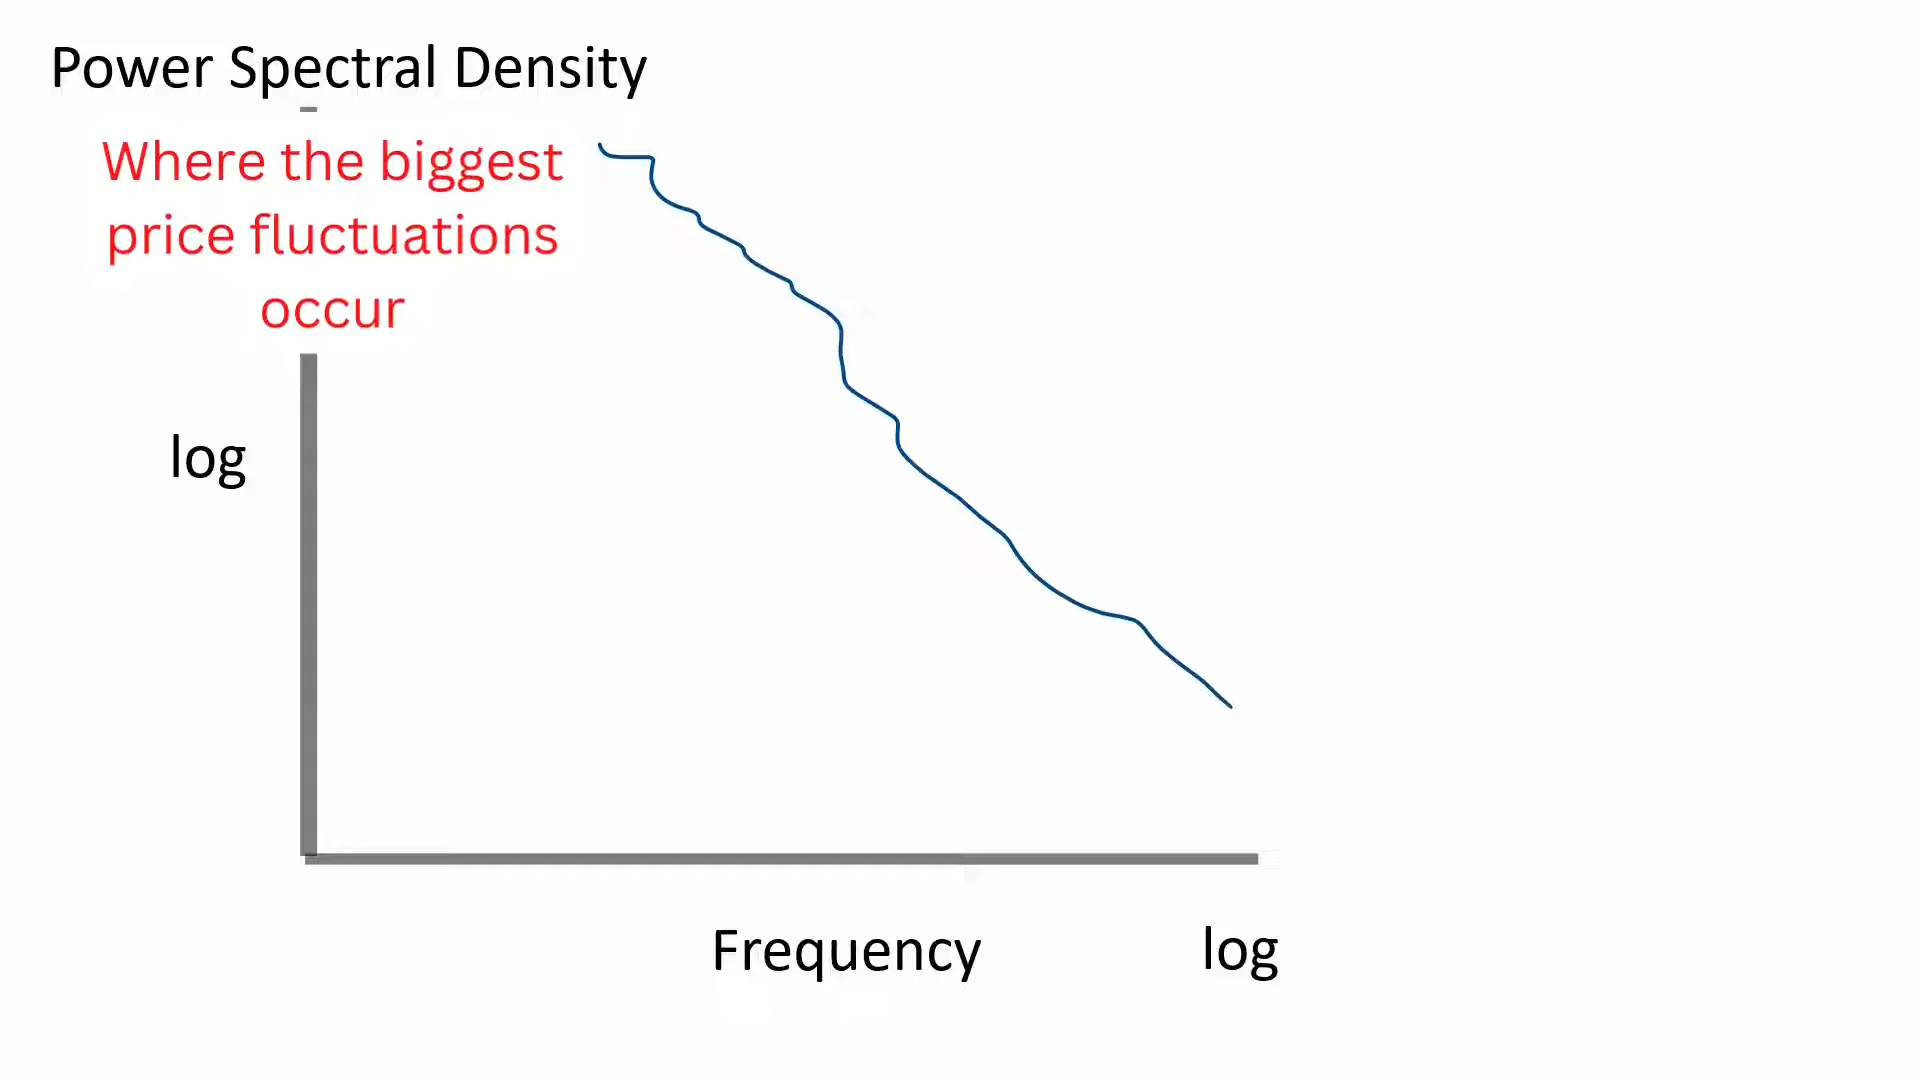 Power Spectral Density
Where the biggest
price fluctuations
occur
log
Frequency
log